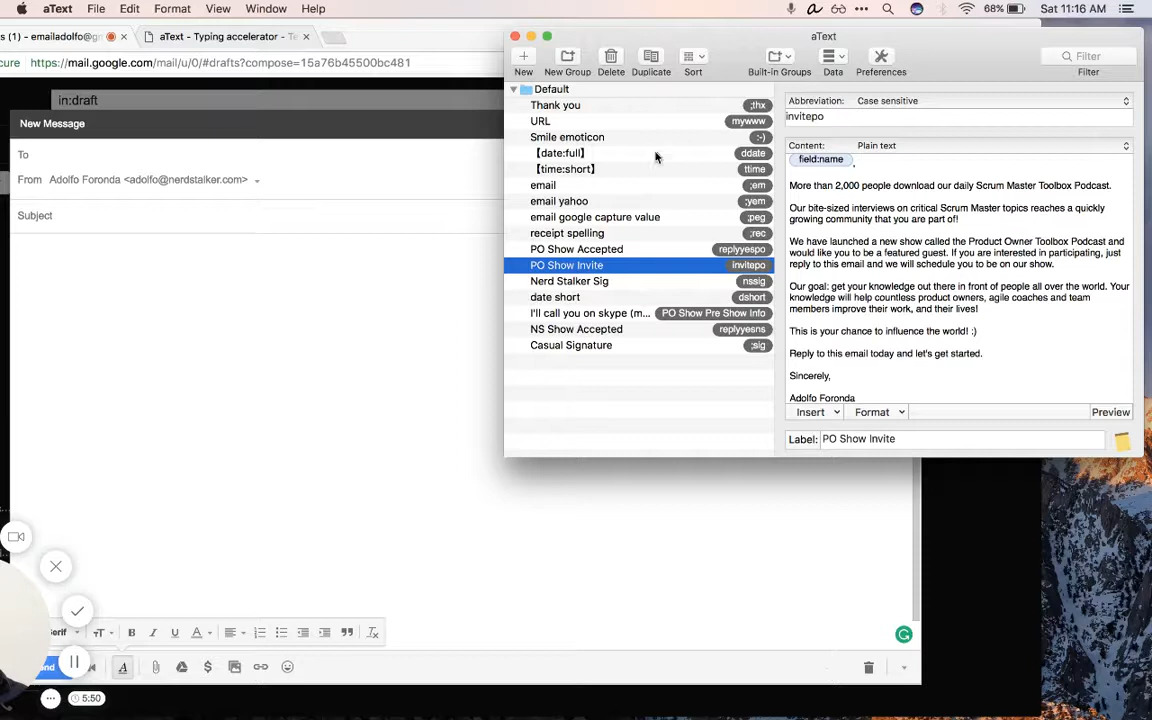 aText File Edit View Window Help
68% Sat 11:16 AM
s (1) - emailadolfo@gr
aText - Typing accelerator - Te
cure https://mail.google.com/mail/u/0/#drafts?compose=15a76b45500bc481
in:draft
New Message
To
From Adolfo Foronda <adolfo@nerdstalker.com>
Subject
aText
New New Group Delete Duplicate Sort Built-in Groups Data Preferences Filter
Filter
Default
Thank you ;thx
URL mywww
Smile emoticon :-)
【date:full】 ddate
【time:short】 ttime
email ;em
email yahoo ;yem
email google capture value ;peg
receipt spelling ;rec
PO Show Accepted replyyespo
PO Show Invite invitepo
Nerd Stalker Sig nssig
date short dshort
I'll call you on skype (m... PO Show Pre Show Info
NS Show Accepted replyyesns
Casual Signature ;sig
Abbreviation: Case sensitive
invitepo
Content: Plain text
field:name ,
More than 2,000 people download our daily Scrum Master Toolbox Podcast.
Our bite-sized interviews on critical Scrum Master topics reaches a quickly
growing community that you are part of!
We have launched a new show called the Product Owner Toolbox Podcast and
would like you to be a featured guest. If you are interested in participating, just
reply to this email and we will schedule you to be on our show.
Our goal: get your knowledge out there in front of people all over the world. Your
knowledge will help countless product owners, agile coaches and team
members improve their work, and their lives!
This is your chance to influence the world! :)
Reply to this email today and let's get started.
Sincerely,
Adolfo Foronda
Insert Format Preview
Label: PO Show Invite
erif
B I U A
nd A $
5:50